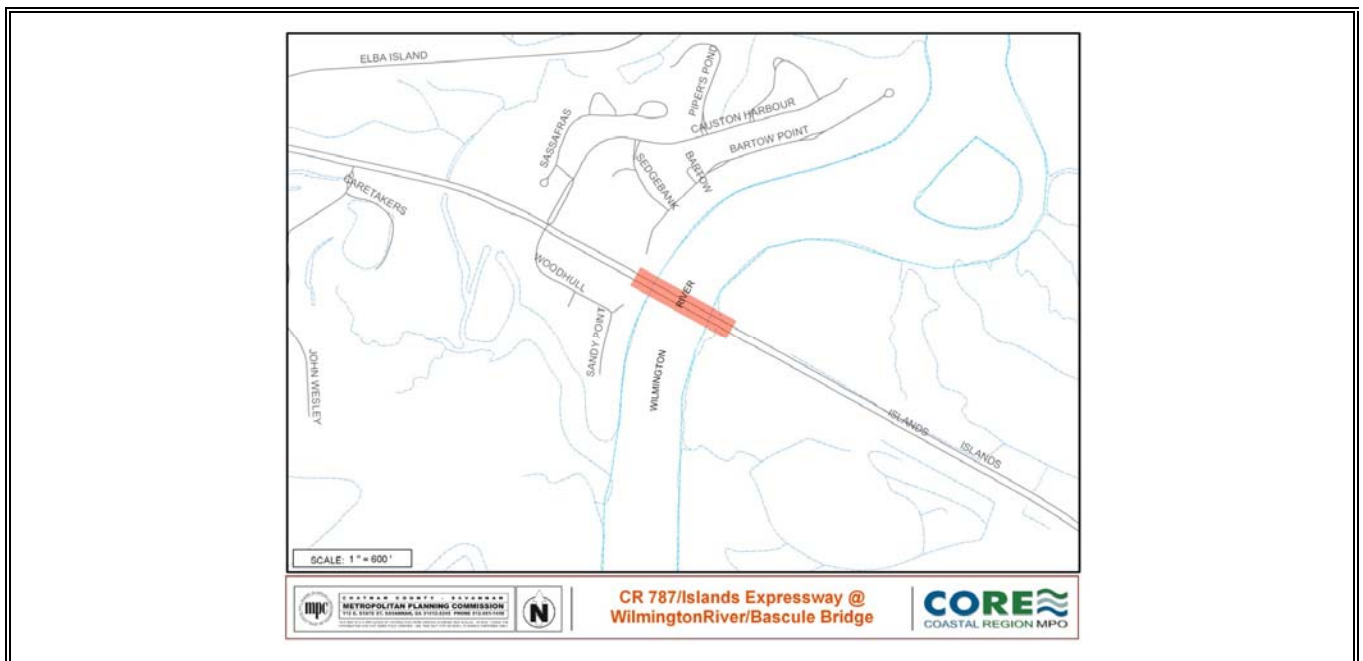 ELBA ISLAND
PIPER'S POND
CAUSTON HARBOUR
SASSAFRAS
BARTOW POINT
SEDGEBANK
BARTOW
CARETAKERS
WOODHULL
RIVER
SANDY POINT
WILMINGTON
JOHN WESLEY
ISLANDS
ISLANDS
SCALE: 1" = 600'
mpc
CHATHAM COUNTY - SAVANNAH
METROPOLITAN PLANNING COMMISSION
N
CR 787/Islands Expressway @
WilmingtonRiver/Bascule Bridge
CORE
COASTAL REGION MPO